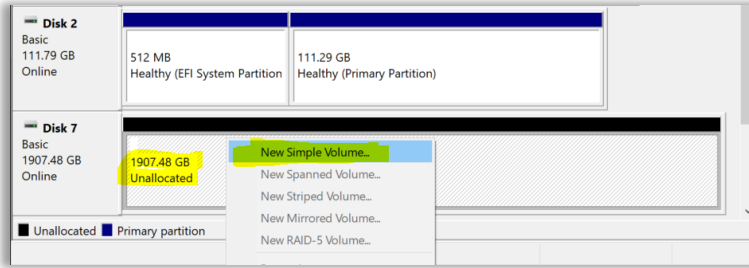 Disk 2
Basic
111.79 GB
Online
512 MB
Healthy (EFI System Partition
111.29 GB
Healthy (Primary Partition)
Disk 7
Basic
1907.48 GB
Online
1907.48 GB
Unallocated
New Simple Volume...
New Spanned Volume...
New Striped Volume...
New Mirrored Volume...
New RAID-5 Volume...
Unallocated Primary partition